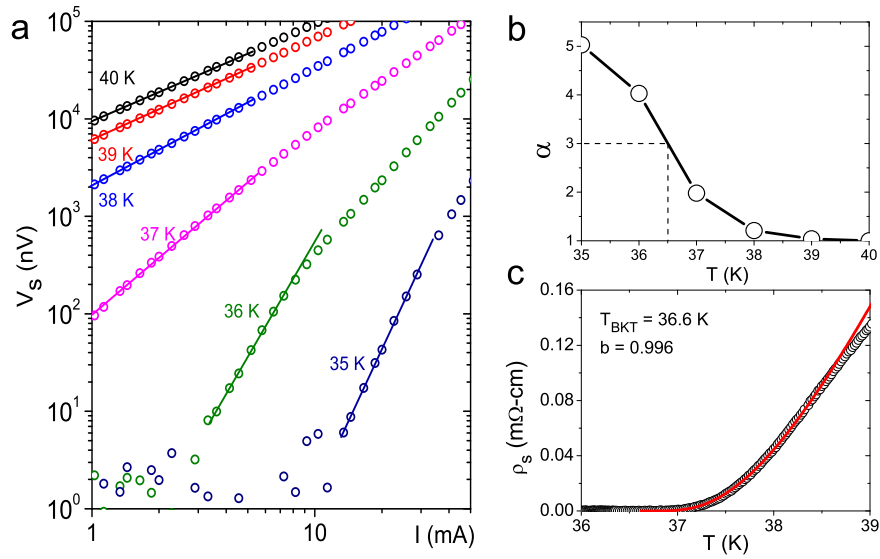 a
V_S (nV)
10^5
10^4
10^3
10^2
10^1
10^0
40 K
39 K
38 K
37 K
36 K
35 K
1
10
I (mA)
b
α
5
4
3
2
1
35
36
37
38
39
40
T (K)
c
ρ_s (mΩ-cm)
0.16
0.12
0.08
0.04
0.00
T_BKT = 36.6 K
b = 0.996
36
37
38
39
T (K)